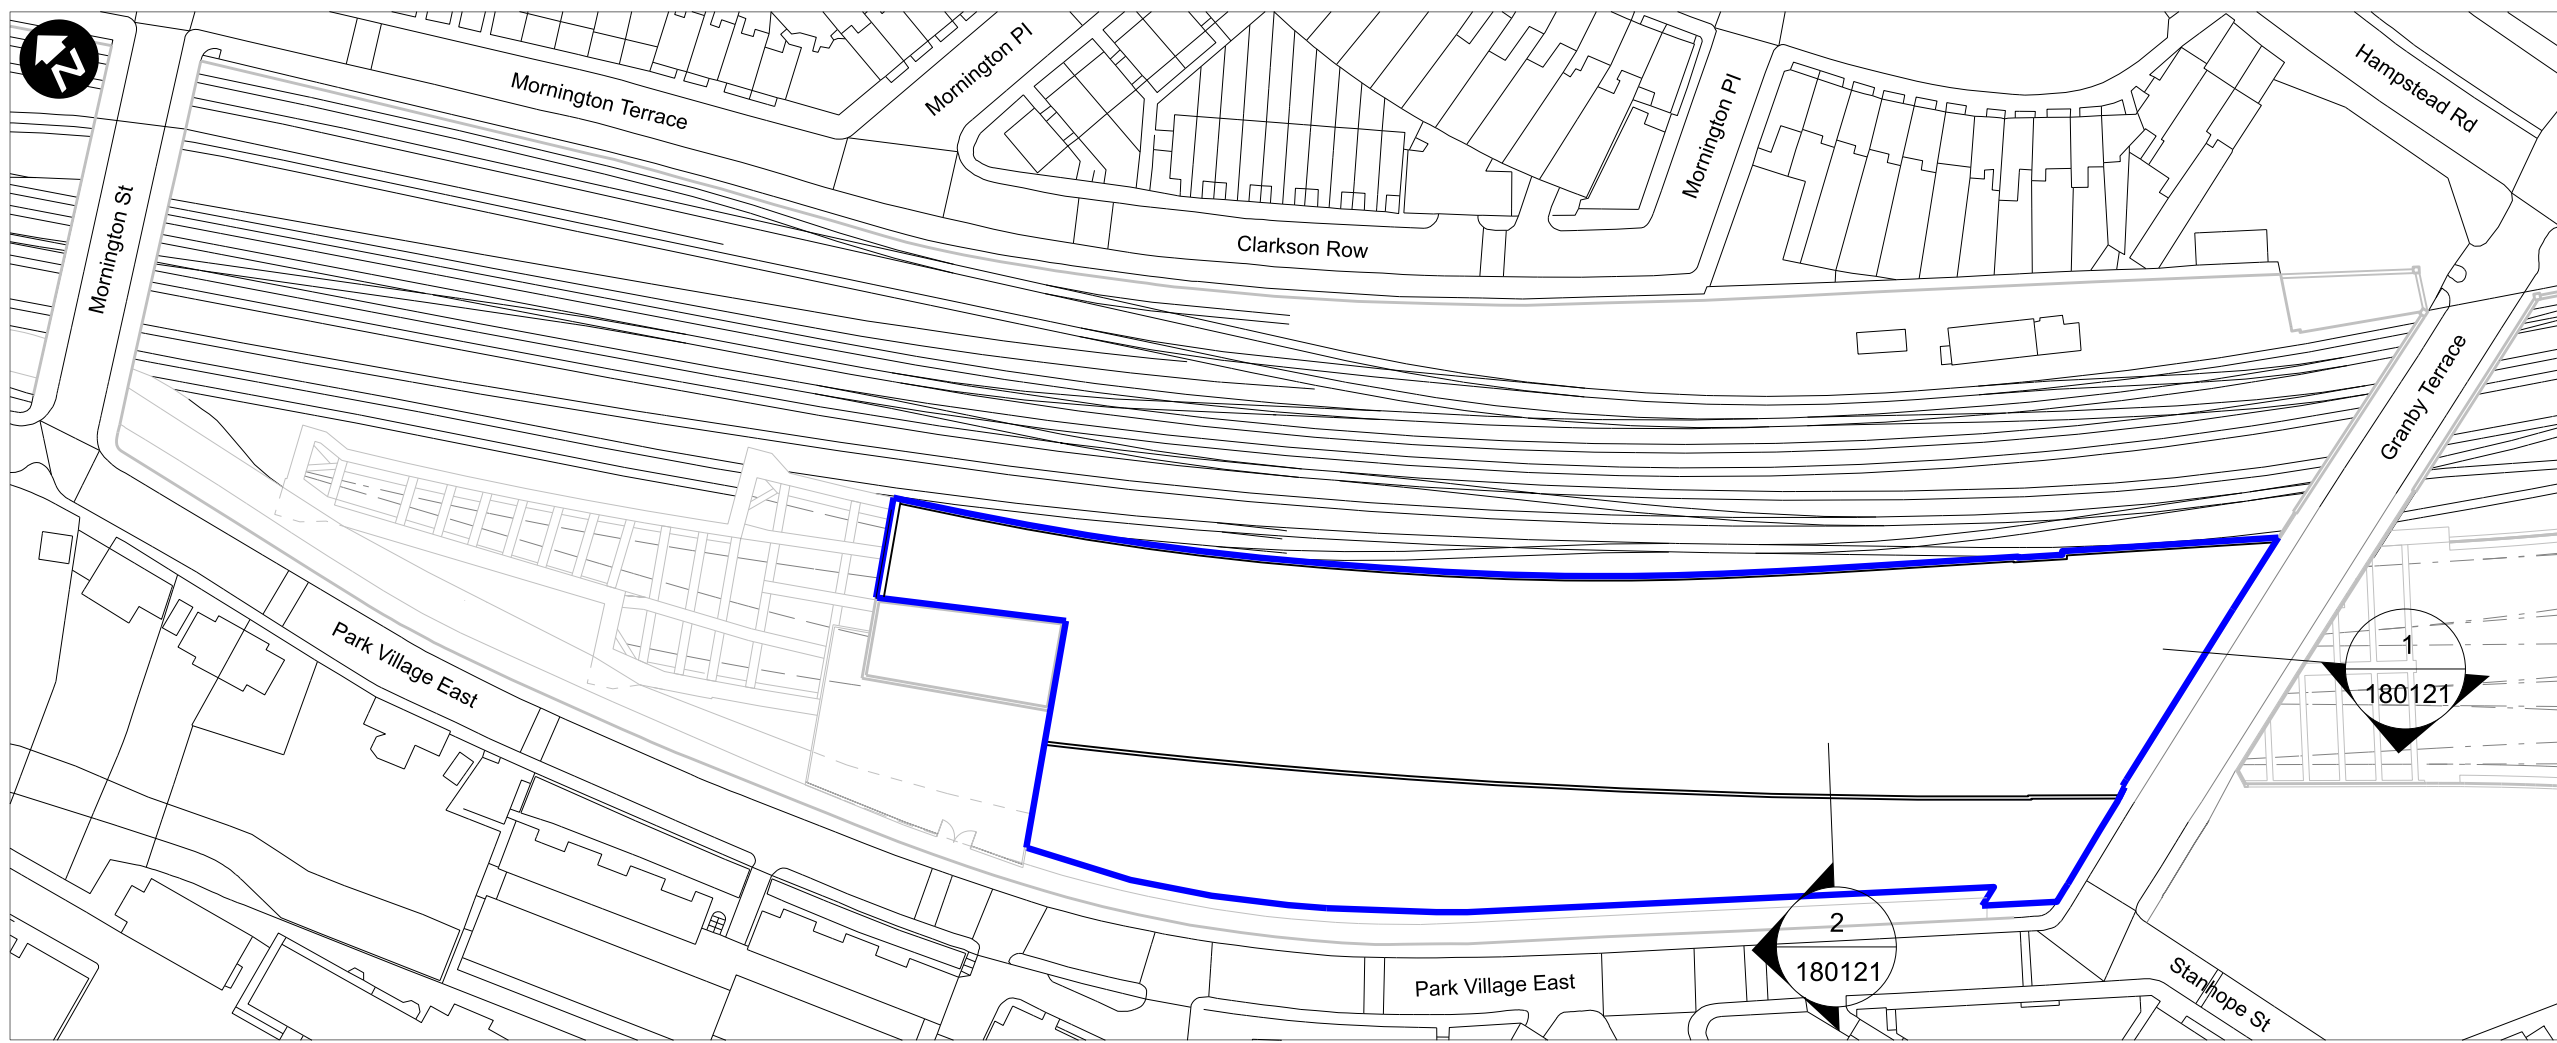 N
Mornington Terrace
Mornington Pl
Mornington Pl
Hampstead Rd
Mornington St
Clarkson Row
Granby Terrace
Park Village East
1
180121
2
180121
Park Village East
Stanhope St